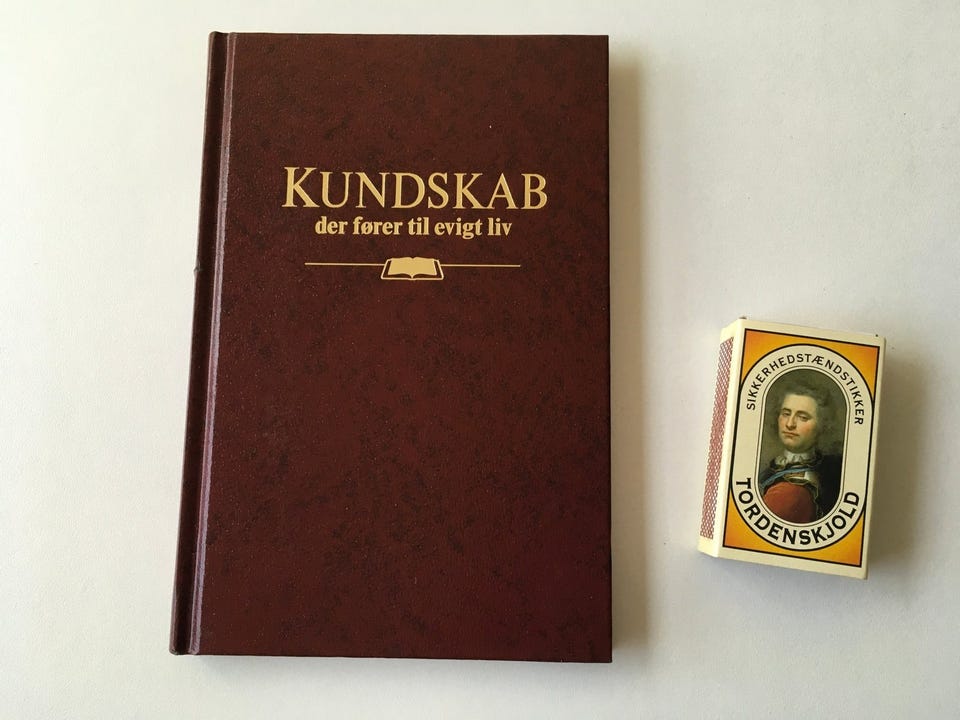 KUNDSKAB
der fører til evigt liv
SIKKERHEDSTÆNDSTIKKER
TORDENSKJOLD